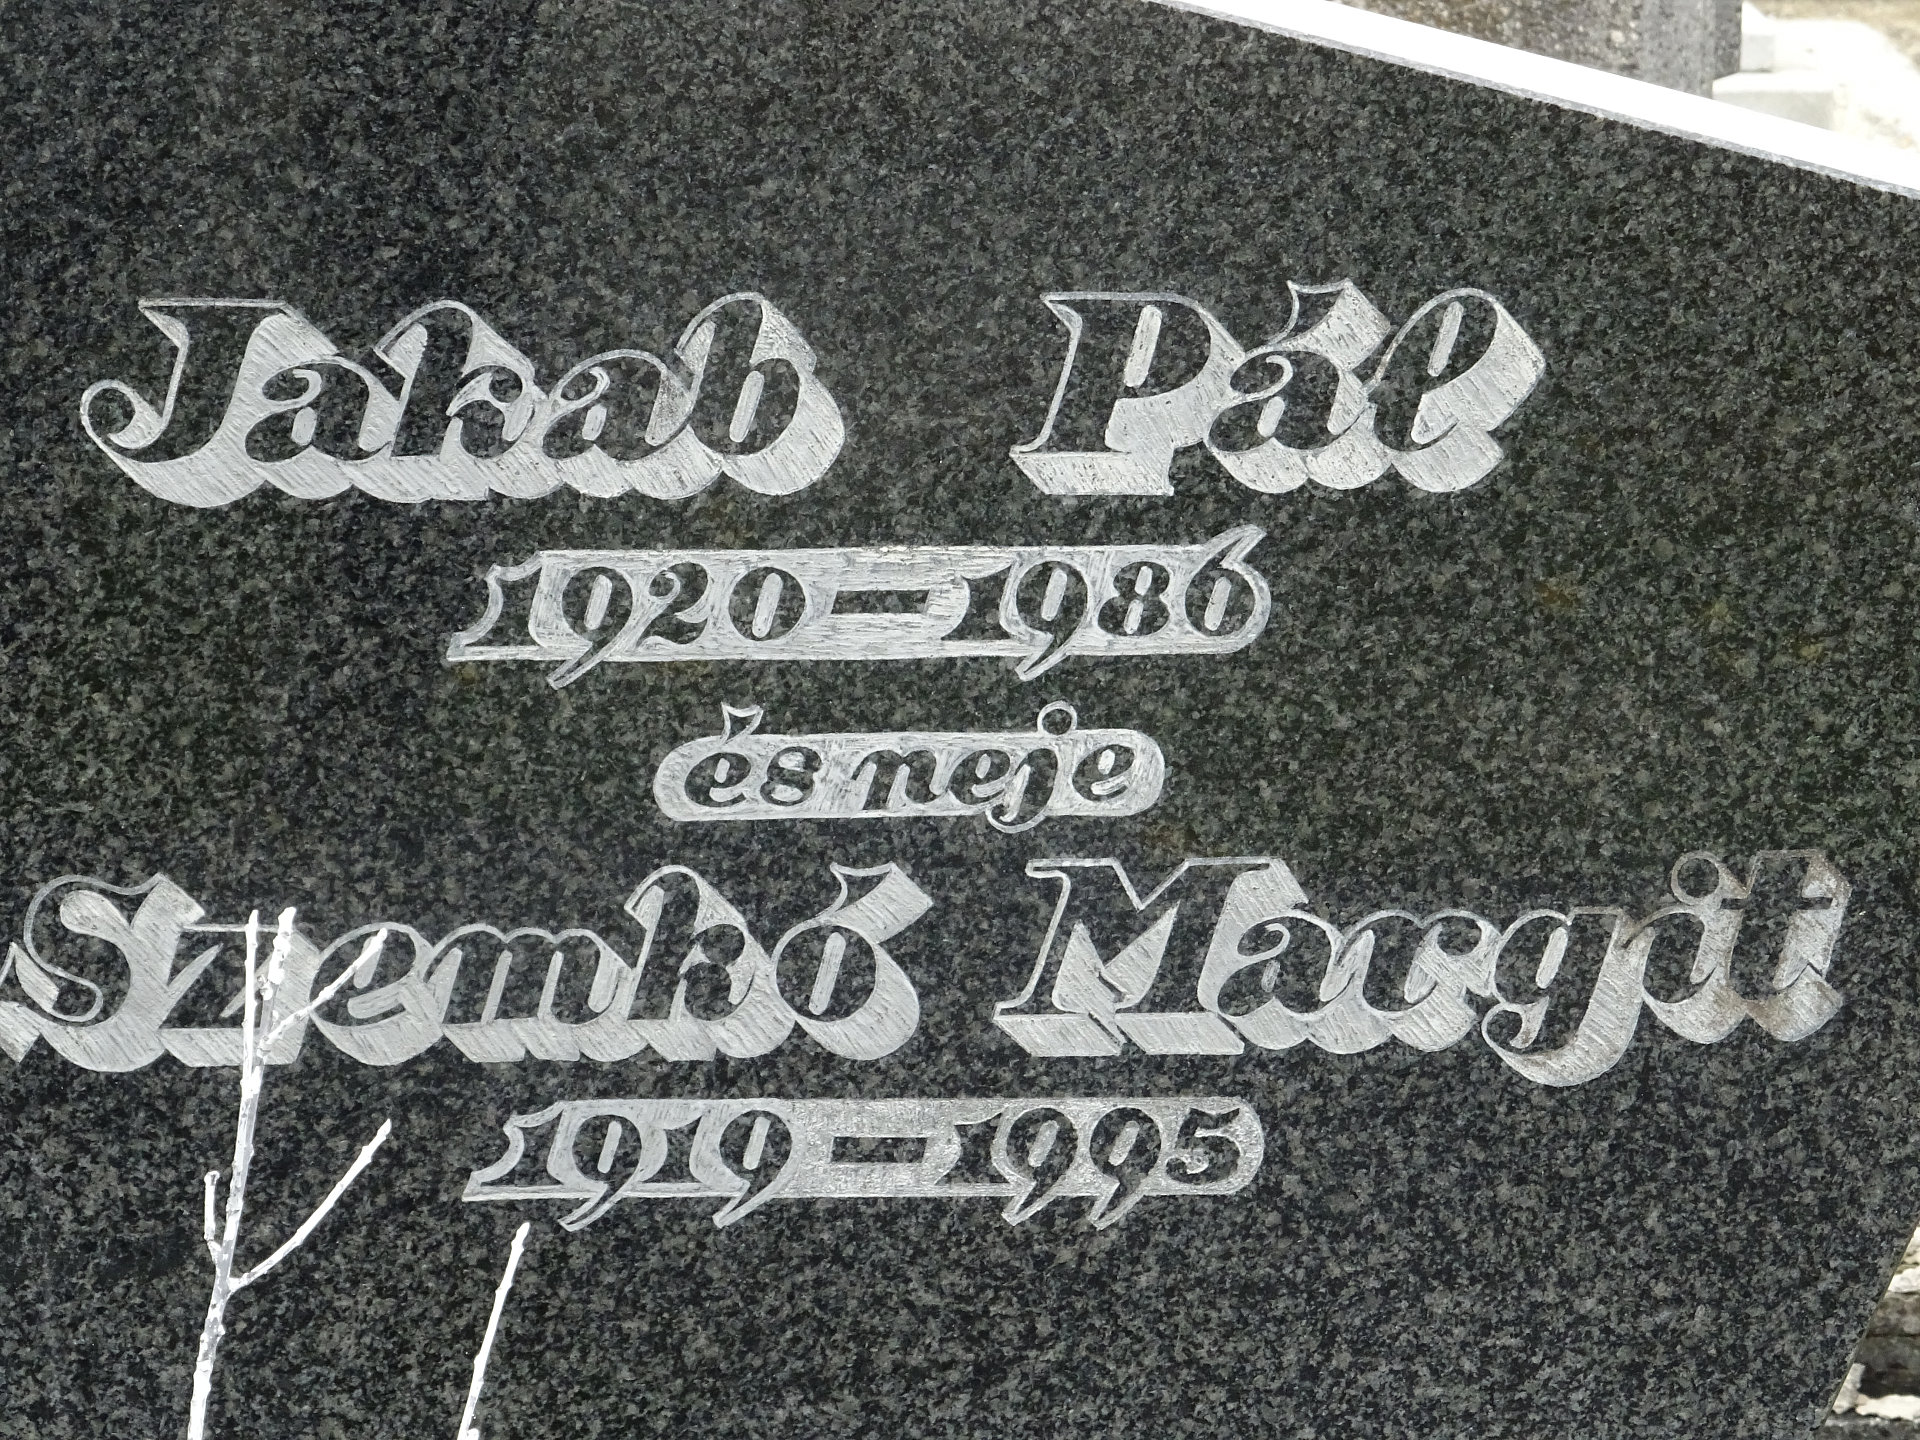 Jakab Pál
1920-1986
és neje
Szemkó Margit
1919-1995